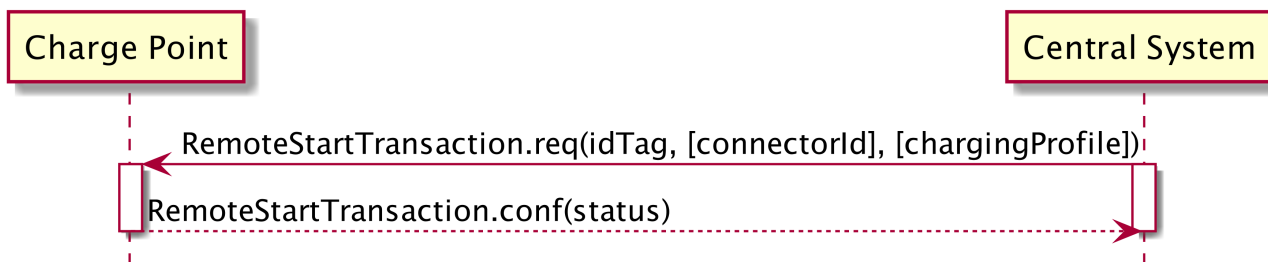 Charge Point
Central System
RemoteStartTransaction.req(idTag, [connectorId], [chargingProfile])
RemoteStartTransaction.conf(status)